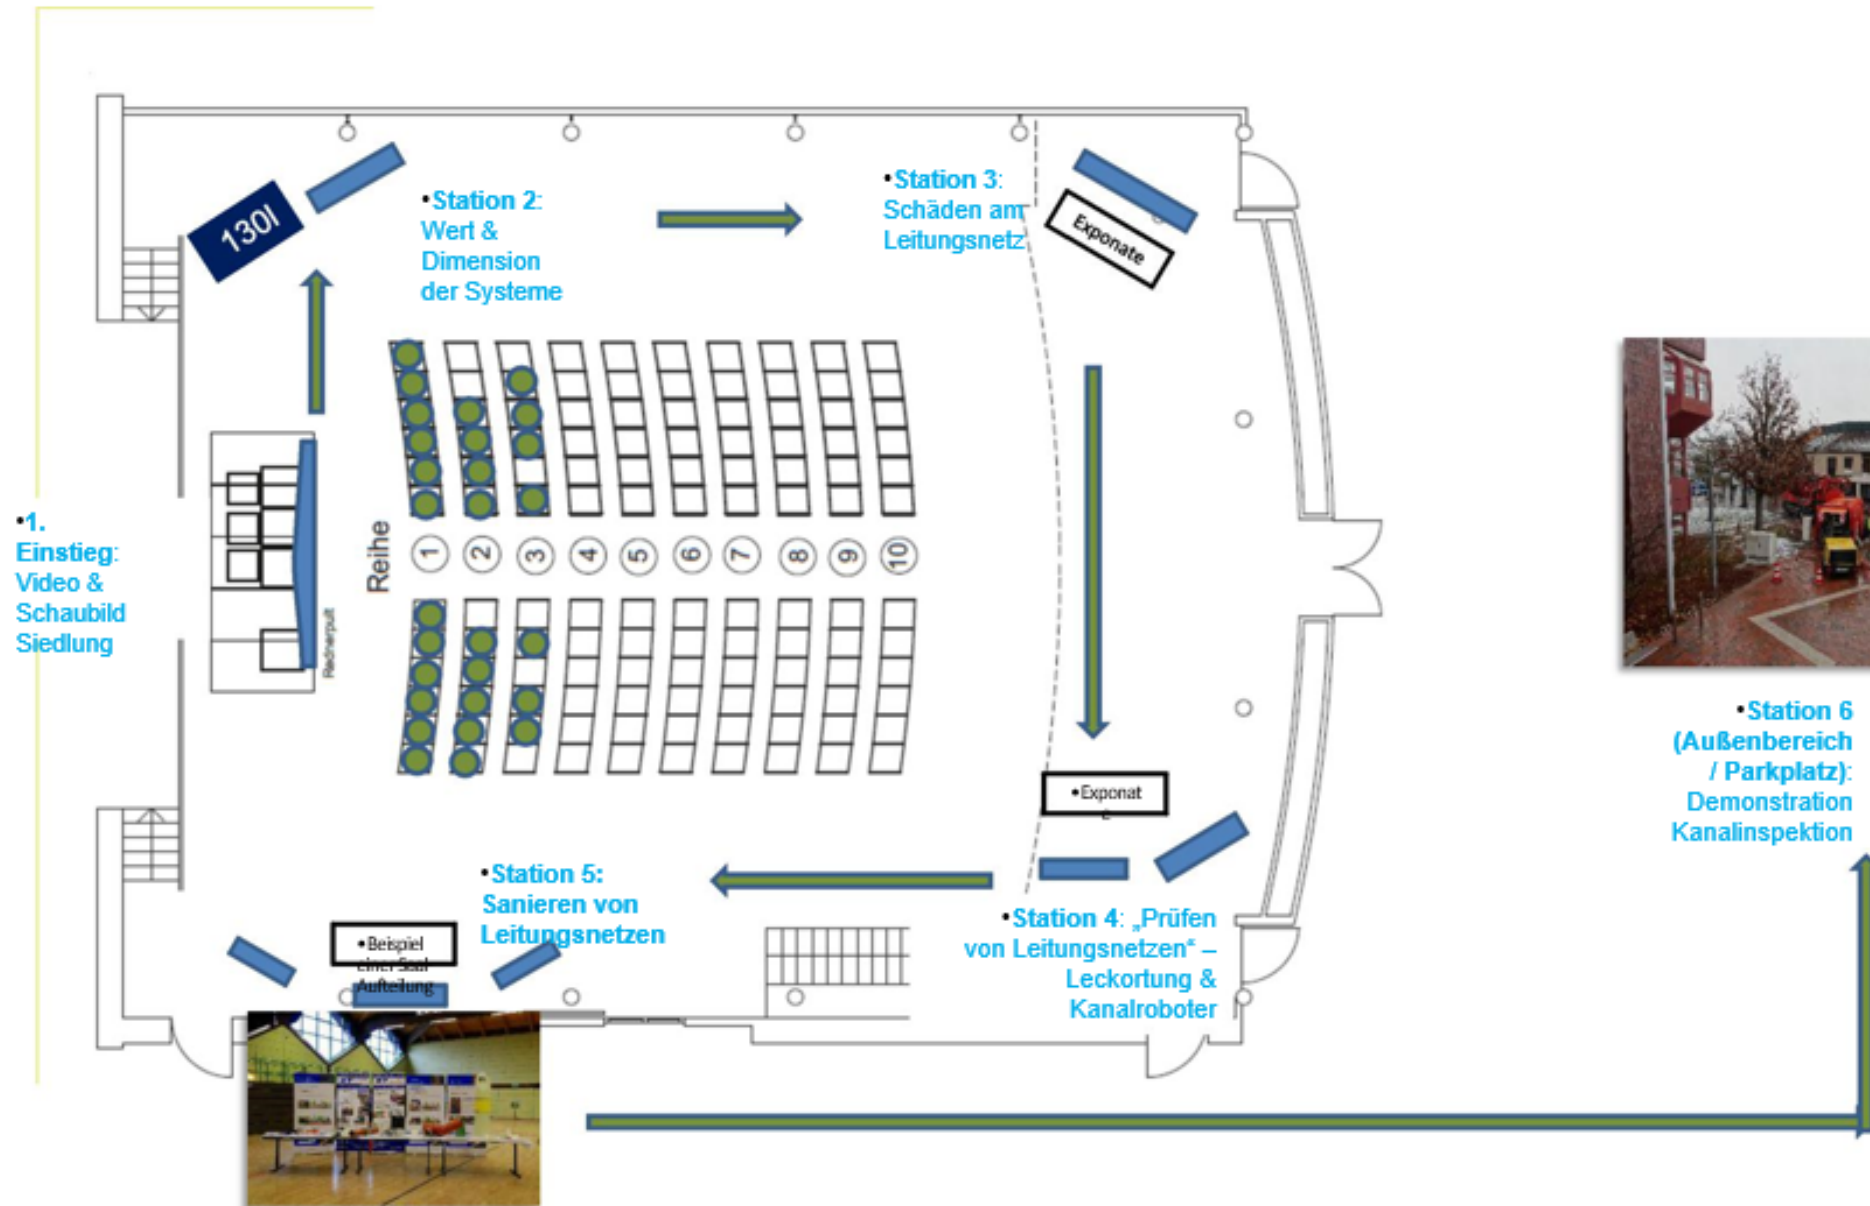 •1.
Einstieg:
Video &
Schaubild
Siedlung
130l
•Station 2:
Wert &
Dimension
der Systeme
•Station 3:
Schäden am
Leitungsnetz
Exponate
Reihe
1
2
3
4
5
6
7
8
9
10
Rednerpult
•Exponat
e
•Station 4: „Prüfen
von Leitungsnetzen“ –
Leckortung &
Kanalroboter
•Station 5:
Sanieren von
Leitungsnetzen
•Beispiel
einer Saal
Aufteilung
•Station 6
(Außenbereich
/ Parkplatz):
Demonstration
Kanalinspektion